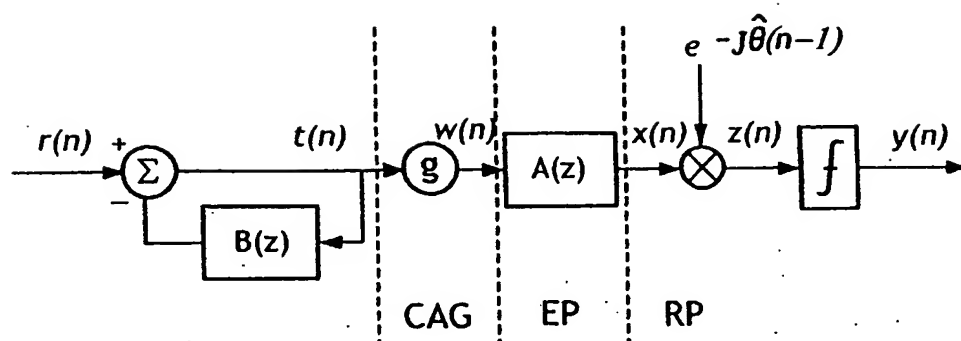 e -jθ̂(n-1)
r(n) + t(n) w(n) x(n) z(n) y(n)
Σ g A(z) ⨂ ∫
−
B(z)
CAG EP RP